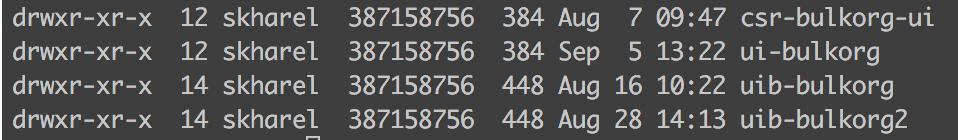 drwxr-xr-x  12 skharel  387158756  384 Aug  7 09:47 csr-bulkorg-ui
drwxr-xr-x  12 skharel  387158756  384 Sep  5 13:22 ui-bulkorg
drwxr-xr-x  14 skharel  387158756  448 Aug 16 10:22 uib-bulkorg
drwxr-xr-x  14 skharel  387158756  448 Aug 28 14:13 uib-bulkorg2